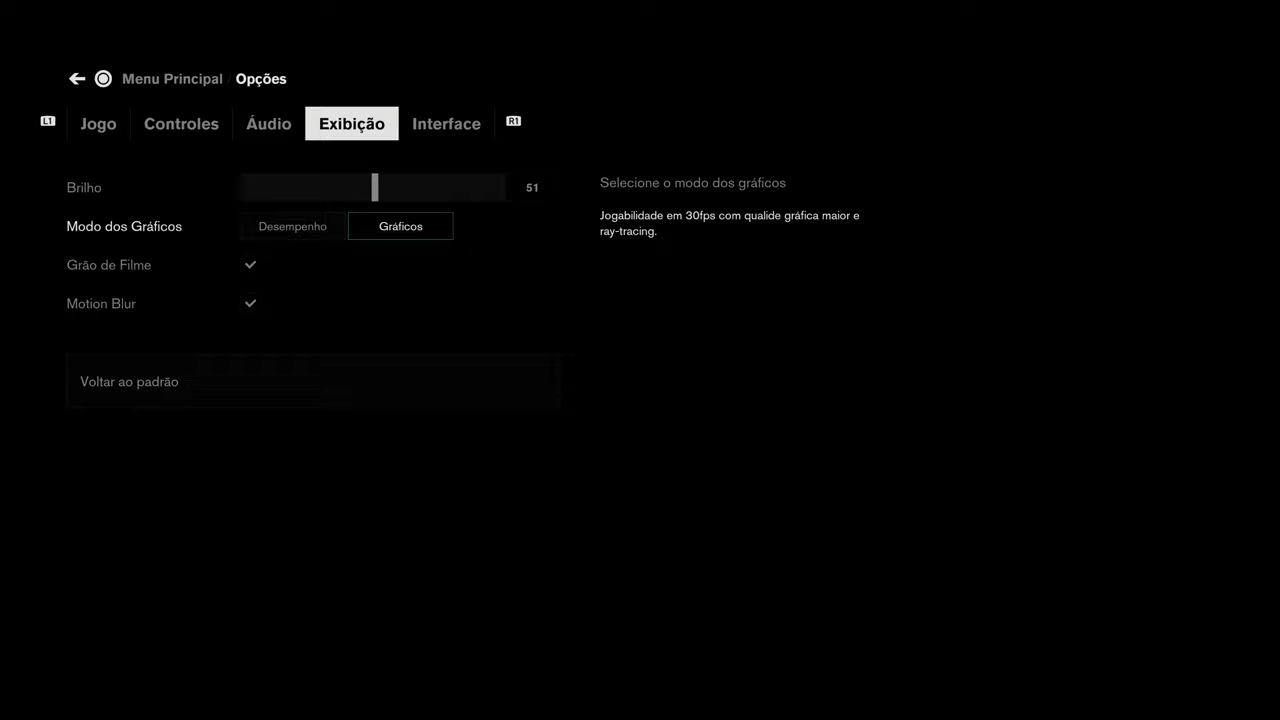 Menu Principal / Opções
L1 Jogo Controles Áudio Exibição Interface R1
Brilho 51
Modo dos Gráficos Desempenho Gráficos
Grão de Filme
Motion Blur
Voltar ao padrão
Selecione o modo dos gráficos
Jogabilidade em 30fps com qualide gráfica maior e
ray-tracing.